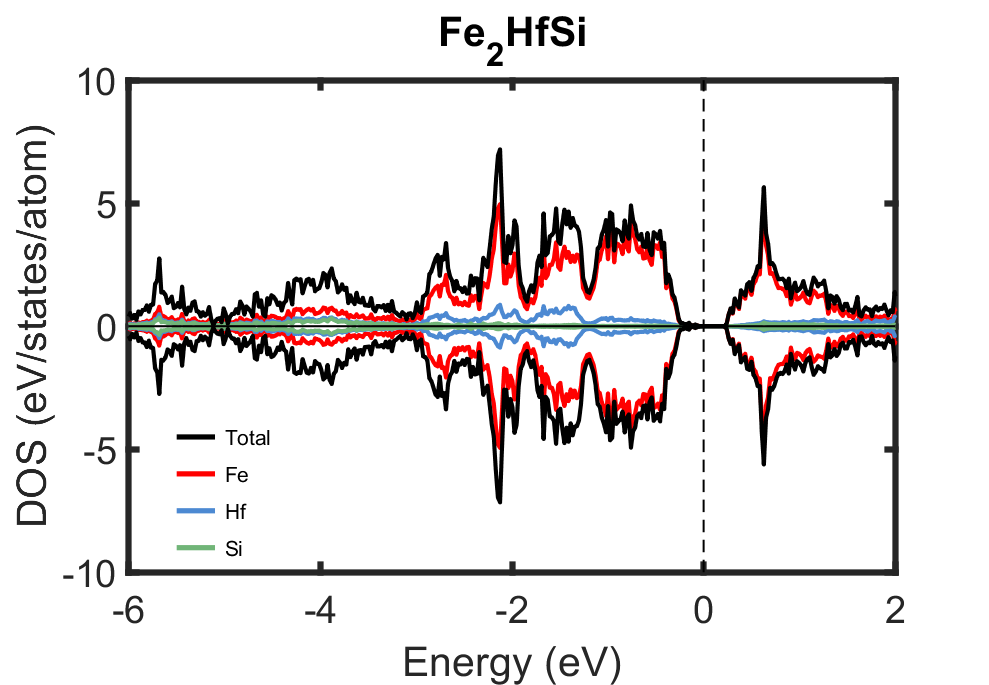 Fe₂HfSi
10
5
0
-5
-10
DOS (eV/states/atom)
Total
Fe
Hf
Si
-6
-4
-2
0
2
Energy (eV)